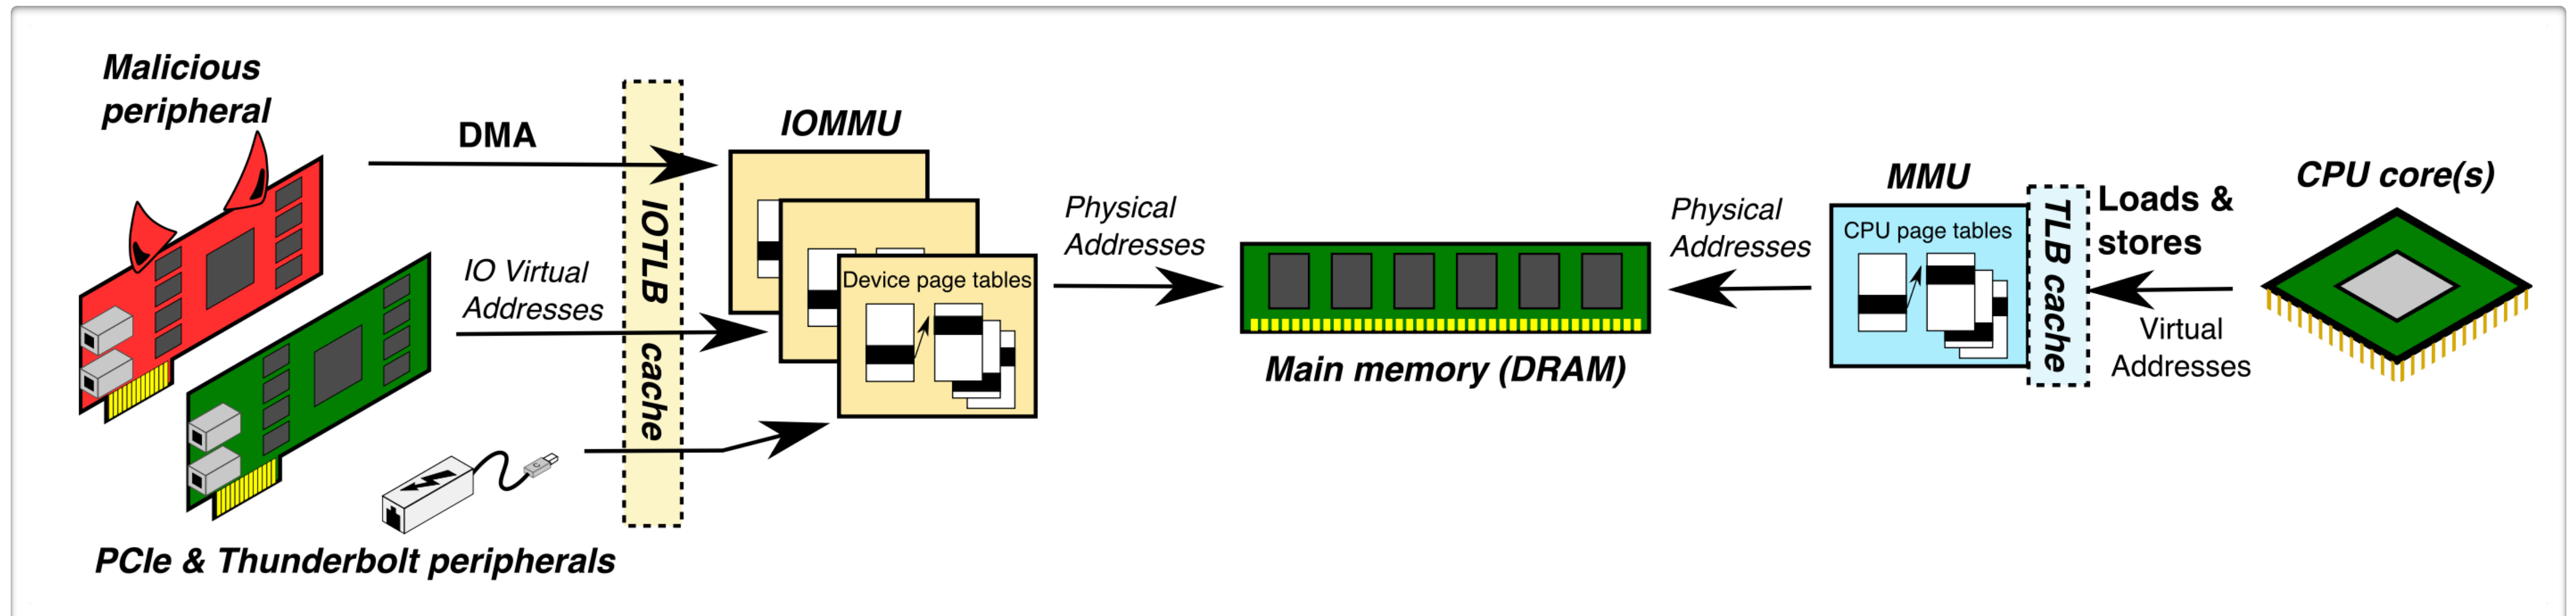 Malicious
peripheral
DMA
IO Virtual
Addresses
PCIe & Thunderbolt peripherals
IOTLB cache
IOMMU
Device page tables
Physical
Addresses
Main memory (DRAM)
Physical
Addresses
MMU
CPU page tables
TLB cache
Loads &
stores
Virtual
Addresses
CPU core(s)
C